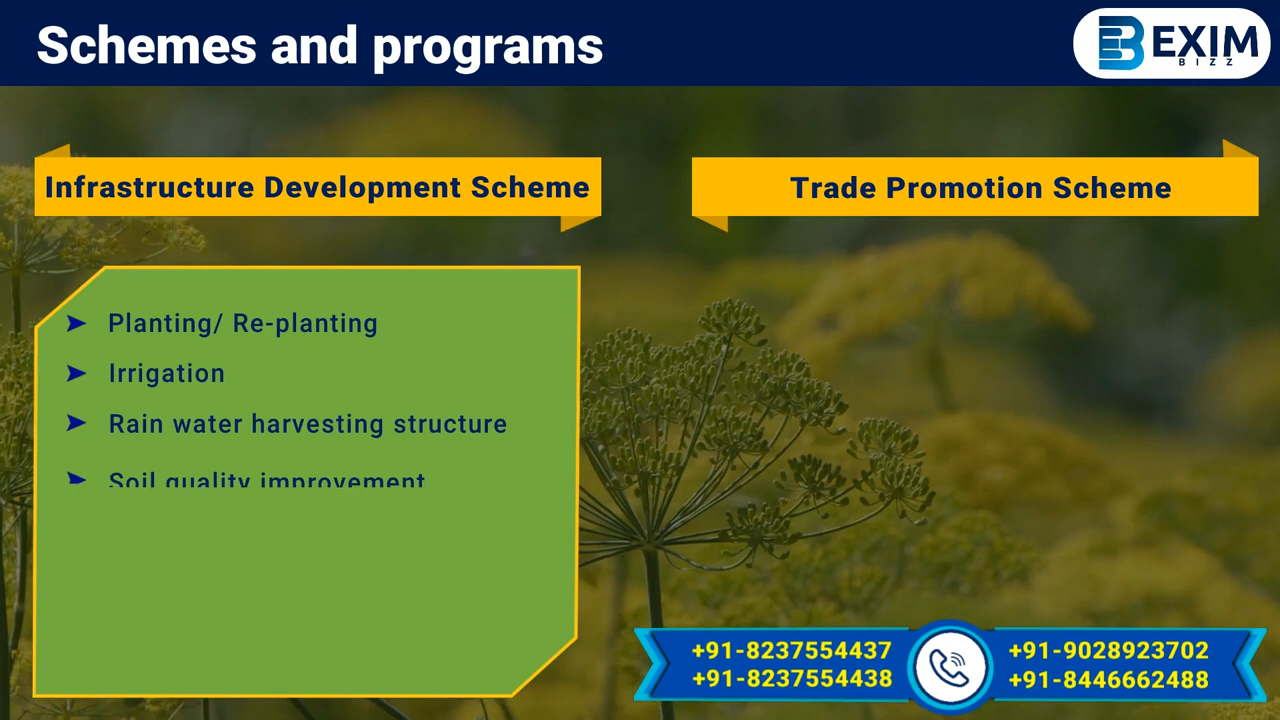 Schemes and programs
EXIM
BIZZ
Infrastructure Development Scheme
Trade Promotion Scheme
➤ Planting/ Re-planting
➤ Irrigation
➤ Rain water harvesting structure
➤ Soil quality improvement
+91-8237554437
+91-8237554438
+91-9028923702
+91-8446662488